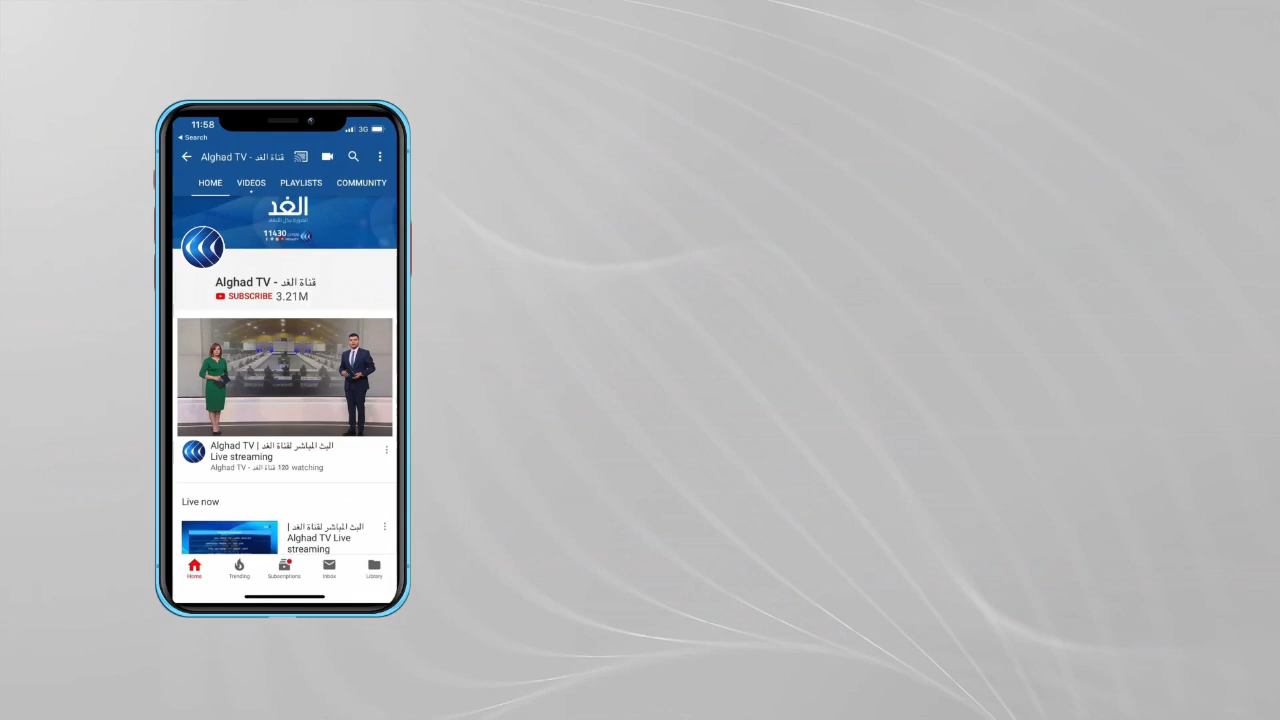 11:58
3G
Search
Alghad TV - قناة الغد
HOME VIDEOS PLAYLISTS COMMUNITY
الغد
11430
Alghad TV - قناة الغد
SUBSCRIBE 3.21M
البث المباشر لقناة الغد | Alghad TV
Live streaming
Alghad TV - قناة الغد 120 watching
Live now
البث المباشر لقناة الغد |
Alghad TV Live
streaming
Home Trending Subscriptions Inbox Library